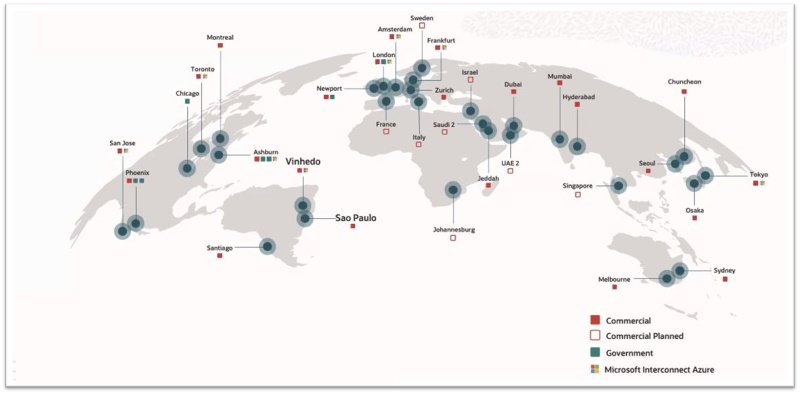 Sweden
Montreal
Amsterdam
Frankfurt
London
Toronto
Israel
Mumbai
Chuncheon
Dubai
Newport
Zurich
Chicago
Hyderabad
France
Saudi 2
Italy
San Jose
Ashburn
Vinhedo
UAE 2
Seoul
Phoenix
Jeddah
Singapore
Tokyo
Osaka
Sao Paulo
Johannesburg
Santiago
Sydney
Melbourne
Commercial
Commercial Planned
Government
Microsoft Interconnect Azure